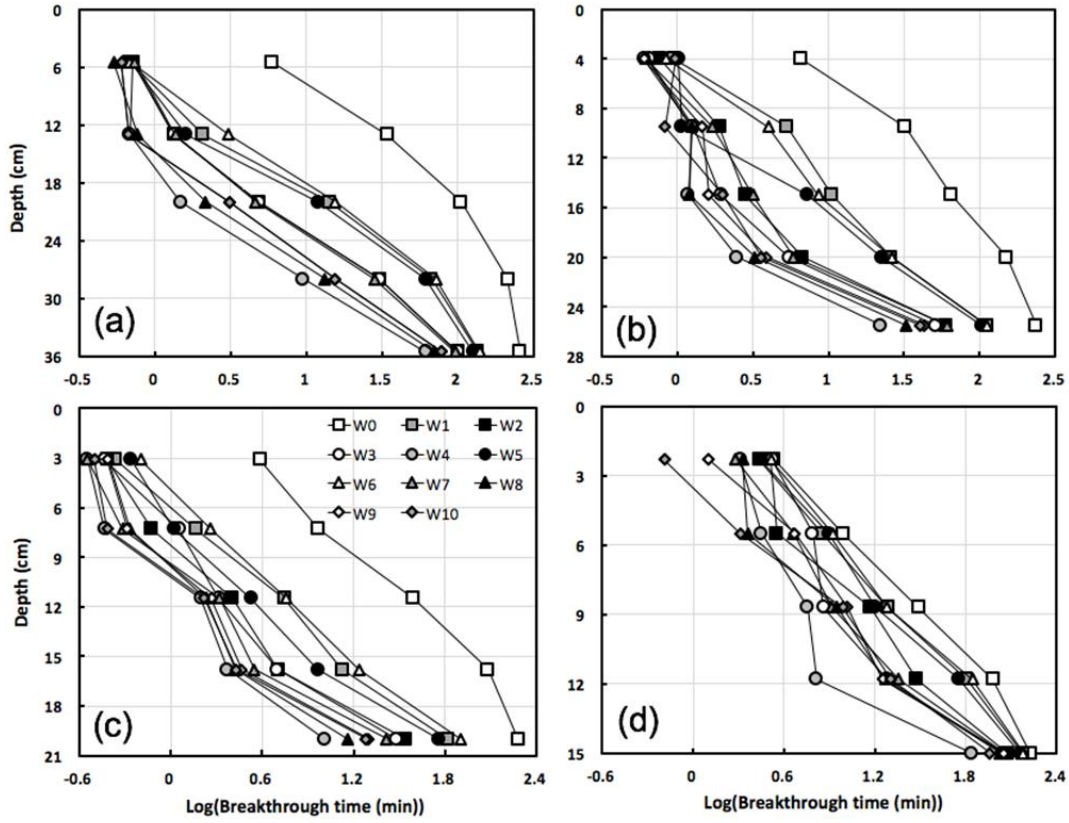 0
6
12
18
24
30
36
Depth (cm)
(a)
-0.5 0 0.5 1 1.5 2 2.5
0
4
8
12
16
20
24
28
(b)
-0.5 0 0.5 1 1.5 2 2.5
0
3
6
9
12
15
18
21
Depth (cm)
W0 W1 W2
W3 W4 W5
W6 W7 W8
W9 W10
(c)
0 0.6 1.2 1.8 2.4
Log(Breakthrough time (min))
0
3
6
9
12
15
(d)
-0.6 0 0.6 1.2 1.8 2.4
Log(Breakthrough time (min))